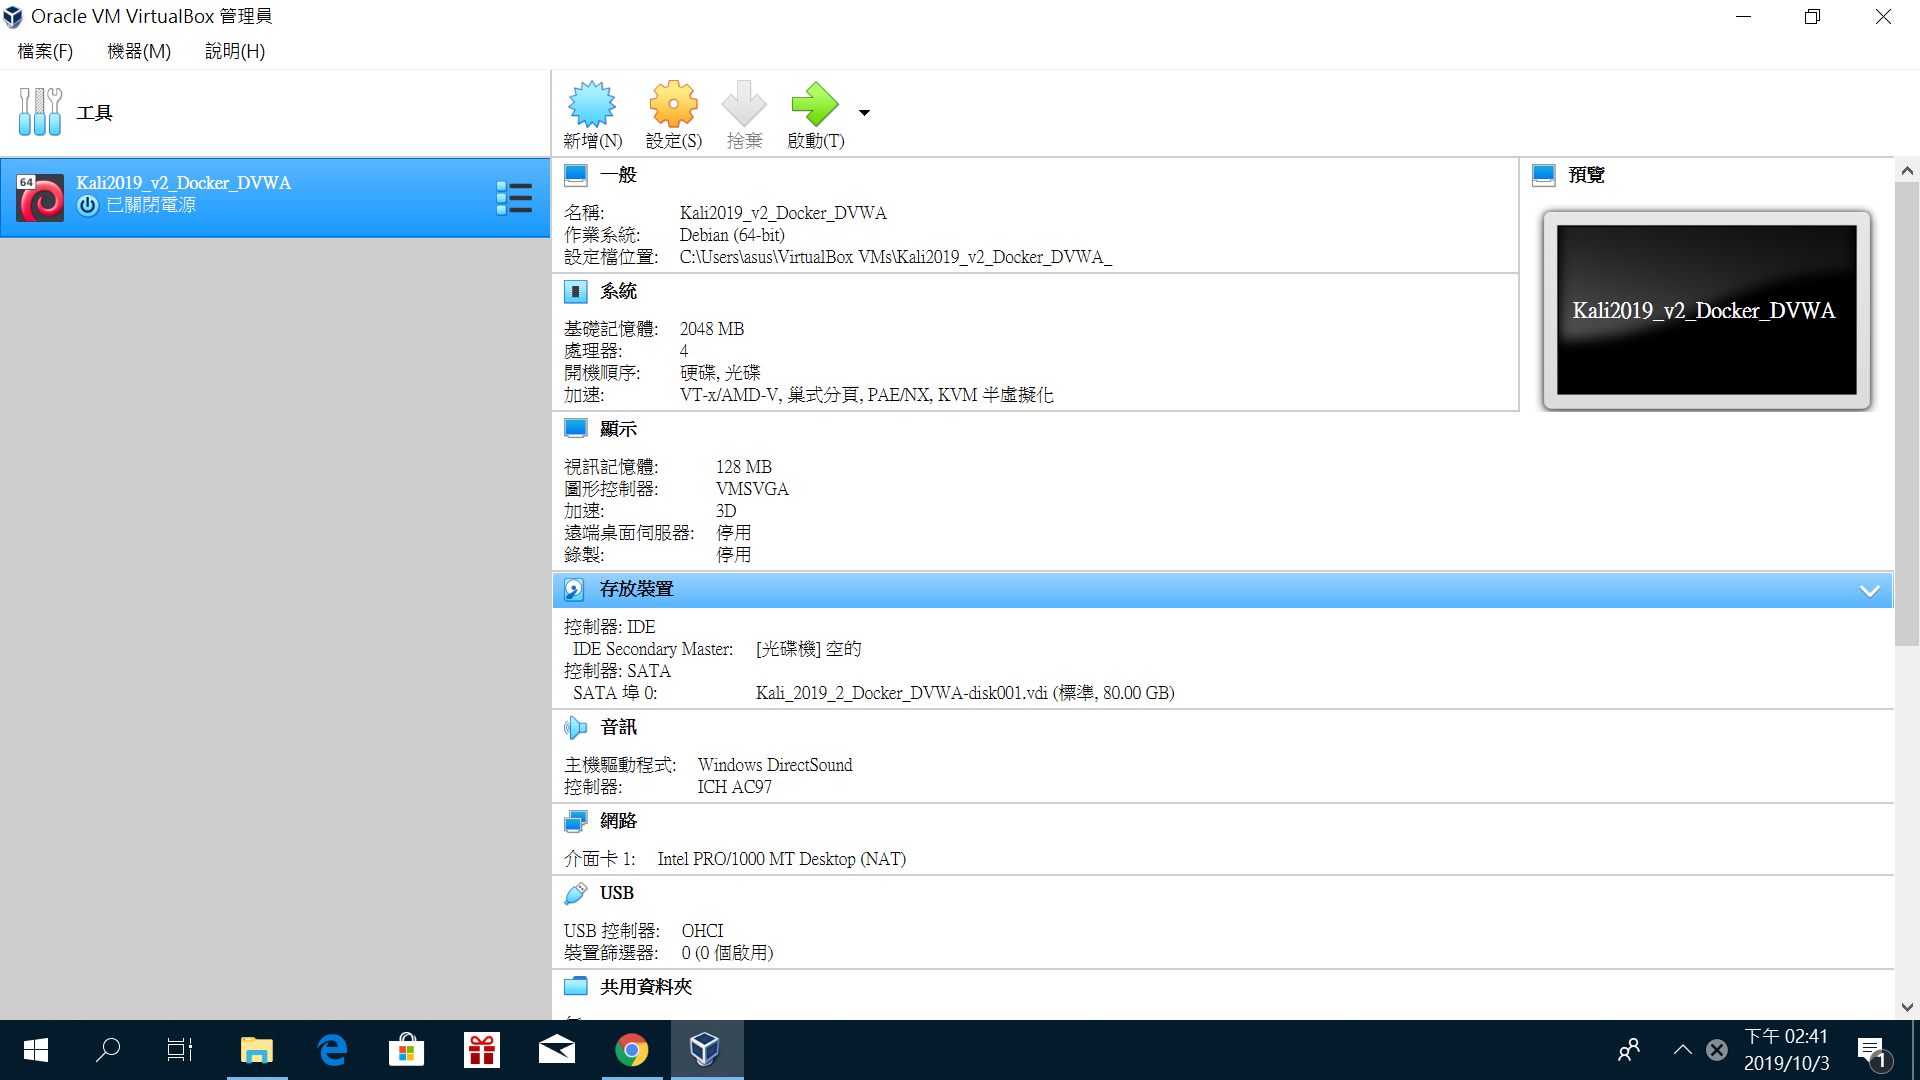 Oracle VM VirtualBox 管理員
檔案(F) 機器(M) 說明(H)
工具
新增(N) 設定(S) 捨棄 啟動(T)
64
Kali2019_v2_Docker_DVWA
已關閉電源
一般
名稱: Kali2019_v2_Docker_DVWA
作業系統: Debian (64-bit)
設定檔位置: C:\Users\asus\VirtualBox VMs\Kali2019_v2_Docker_DVWA_
預覽
Kali2019_v2_Docker_DVWA
系統
基礎記憶體: 2048 MB
處理器: 4
開機順序: 硬碟, 光碟
加速: VT-x/AMD-V, 巢式分頁, PAE/NX, KVM 半虛擬化
顯示
視訊記憶體: 128 MB
圖形控制器: VMSVGA
加速: 3D
遠端桌面伺服器: 停用
錄製: 停用
存放裝置
控制器: IDE
IDE Secondary Master: [光碟機] 空的
控制器: SATA
SATA 埠 0: Kali_2019_2_Docker_DVWA-disk001.vdi (標準, 80.00 GB)
音訊
主機驅動程式: Windows DirectSound
控制器: ICH AC97
網路
介面卡 1: Intel PRO/1000 MT Desktop (NAT)
USB
USB 控制器: OHCI
裝置篩選器: 0 (0 個啟用)
共用資料夾
下午 02:41
2019/10/3
1